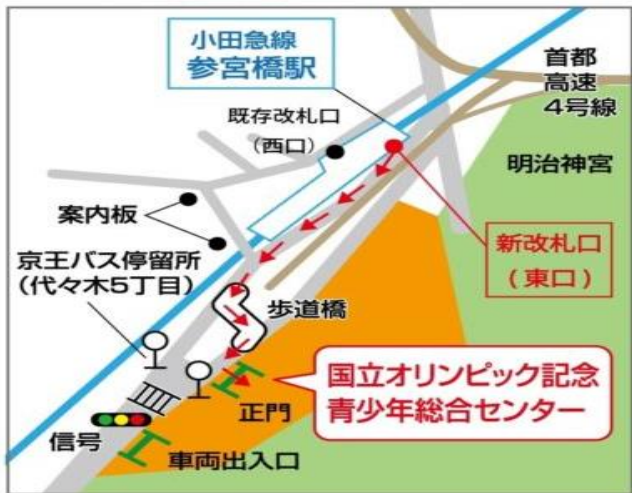 小田急線
参宮橋駅
首都
高速
4号線
既存改札口
(西口)
明治神宮
案内板
新改札口
(東口)
京王バス停留所
(代々木5丁目)
歩道橋
国立オリンピック記念
青少年総合センター
正門
信号
車両出入口